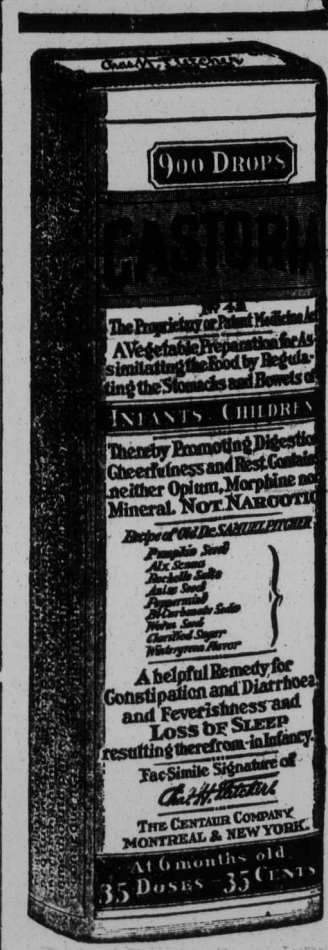 Chas H. Fletcher
900 DROPS
CASTORIA
The Proprietary or Patent Medicine Act
A Vegetable Preparation for As-
similating the Food by Regula-
ting the Stomachs and Bowels of
INFANTS CHILDREN
Thereby Promoting Digestion
Cheerfulness and Rest. Contains
neither Opium, Morphine nor
Mineral. NOT NARCOTIC
Recipe of Old Dr. SAMUEL PITCHER
Pumpkin Seed
Alx Senna
Rochelle Salts
Anise Seed
Peppermint
Bi Carbonate Soda
Worm Seed
Clarified Sugar
Wintergreen Flavor
A helpful Remedy for
Constipation and Diarrhoea
and Feverishness and
LOSS OF SLEEP
resulting therefrom-in Infancy.
Fac-Simile Signature of
Chas. H. Fletcher
THE CENTAUR COMPANY
MONTREAL & NEW YORK.
At 6 months old
35 DOSES - 35 CENTS